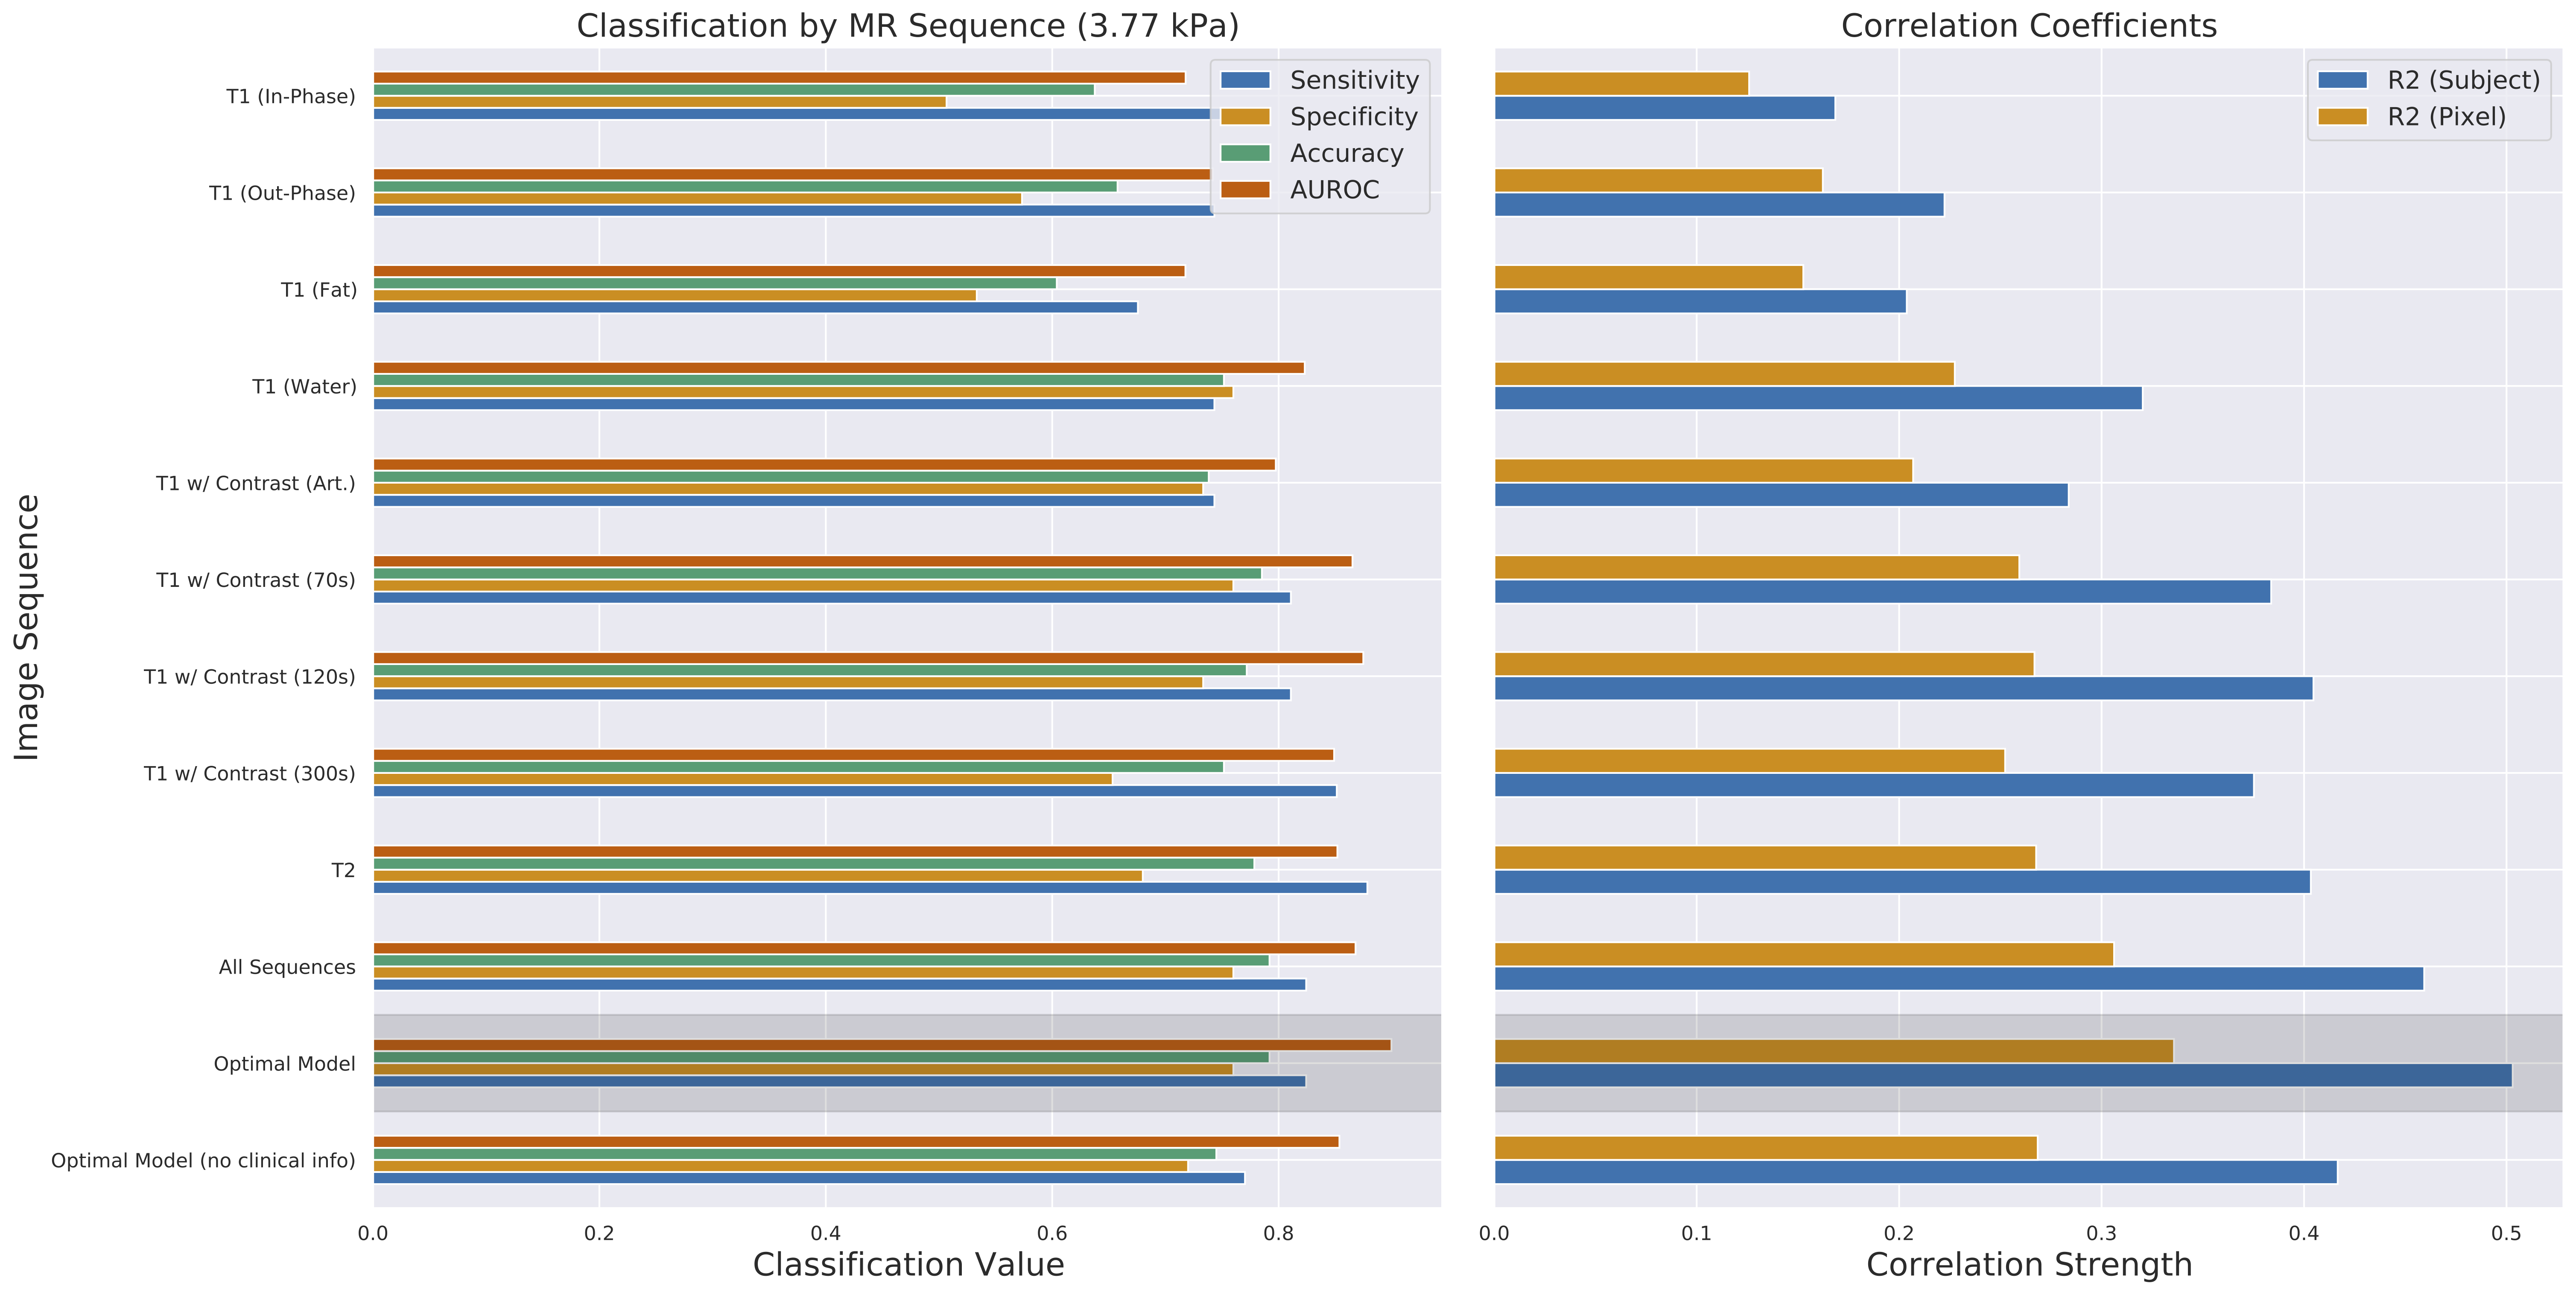 Classification by MR Sequence (3.77 kPa)
Sensitivity
Specificity
Accuracy
AUROC
Image Sequence
T1 (In-Phase)
T1 (Out-Phase)
T1 (Fat)
T1 (Water)
T1 w/ Contrast (Art.)
T1 w/ Contrast (70s)
T1 w/ Contrast (120s)
T1 w/ Contrast (300s)
T2
All Sequences
Optimal Model
Optimal Model (no clinical info)
0.0 0.2 0.4 0.6 0.8
Classification Value
Correlation Coefficients
R2 (Subject)
R2 (Pixel)
0.0 0.1 0.2 0.3 0.4 0.5
Correlation Strength